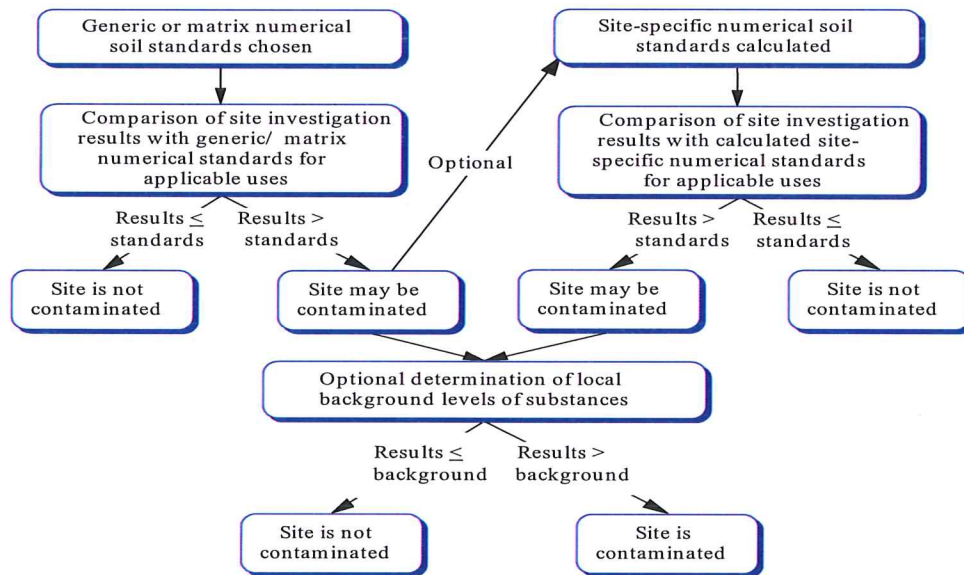 Generic or matrix numerical
soil standards chosen
Site-specific numerical soil
standards calculated
Comparison of site investigation
results with generic/ matrix
numerical standards for
applicable uses
Optional
Comparison of site investigation
results with calculated site-
specific numerical standards
for applicable uses
Results ≤
standards
Results >
standards
Results >
standards
Results ≤
standards
Site is not
contaminated
Site may be
contaminated
Site may be
contaminated
Site is not
contaminated
Optional determination of local
background levels of substances
Results ≤
background
Results >
background
Site is not
contaminated
Site is
contaminated